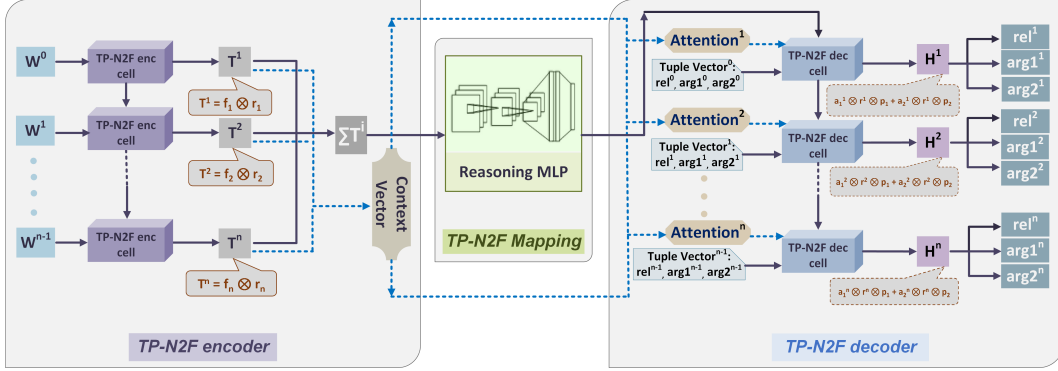 W⁰
TP-N2F enc
cell
T¹
T¹ = f₁ ⊗ r₁
W¹
TP-N2F enc
cell
T²
T² = f₂ ⊗ r₂
Wⁿ⁻¹
TP-N2F enc
cell
Tⁿ
Tⁿ = fₙ ⊗ rₙ
∑Tⁱ
Context
Vector
TP-N2F encoder
Reasoning MLP
TP-N2F Mapping
Attention¹
Tuple Vector⁰:
rel⁰, arg1⁰, arg2⁰
TP-N2F dec
cell
H¹
a₁¹ ⊗ r¹ ⊗ p₁ + a₂¹ ⊗ r¹ ⊗ p₂
rel¹
arg1¹
arg2¹
Attention²
Tuple Vector¹:
rel¹, arg1¹, arg2¹
TP-N2F dec
cell
H²
a₁² ⊗ r² ⊗ p₁ + a₂² ⊗ r² ⊗ p₂
rel²
arg1²
arg2²
Attentionⁿ
Tuple Vectorⁿ⁻¹:
relⁿ⁻¹, arg1ⁿ⁻¹, arg2ⁿ⁻¹
TP-N2F dec
cell
Hⁿ
a₁ⁿ ⊗ rⁿ ⊗ p₁ + a₂ⁿ ⊗ rⁿ ⊗ p₂
relⁿ
arg1ⁿ
arg2ⁿ
TP-N2F decoder